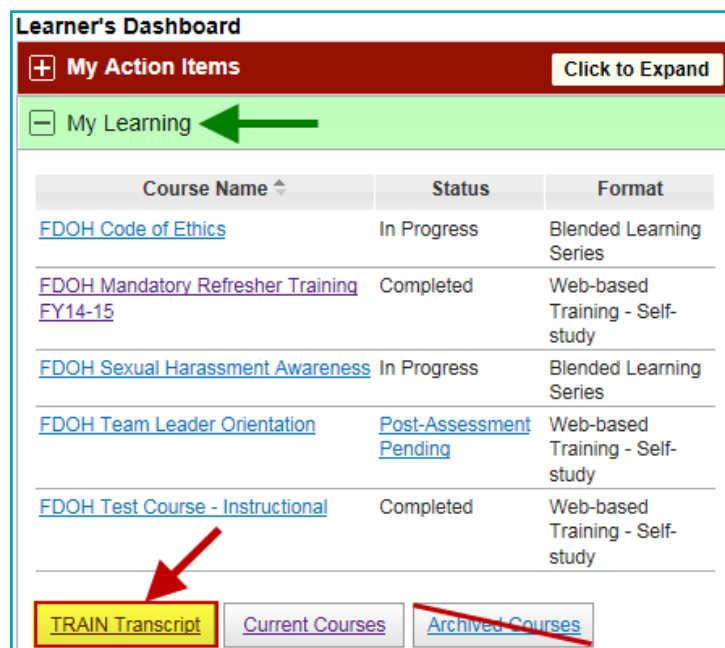 Learner's Dashboard
My Action Items Click to Expand
My Learning
Course Name Status Format
FDOH Code of Ethics In Progress Blended Learning
Series
FDOH Mandatory Refresher Training Completed Web-based
FY14-15 Training - Self-
study
FDOH Sexual Harassment Awareness In Progress Blended Learning
Series
FDOH Team Leader Orientation Post-Assessment Web-based
Pending Training - Self-
study
FDOH Test Course - Instructional Completed Web-based
Training - Self-
study
TRAIN Transcript Current Courses Archived Courses